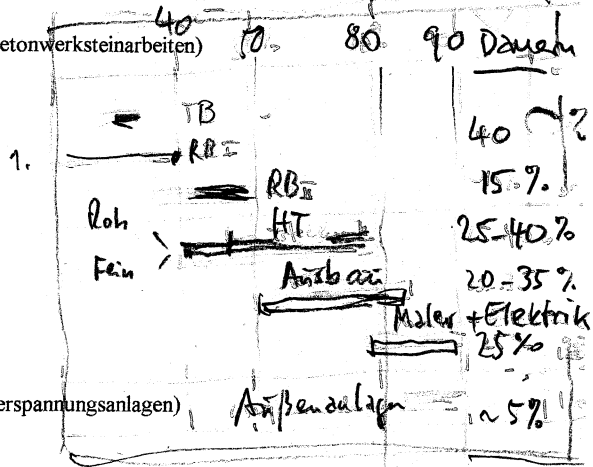 40
etonwerksteinarbeiten) 50. 80 90 Dauern
TB
40 ?
1. RB I
RB II 15 %
Roh HT 25-40 %
Fein
Ausbau 20-35 %
Maler + Elektrik
25%
erspannungsanlagen) Außenanlagen ~5%